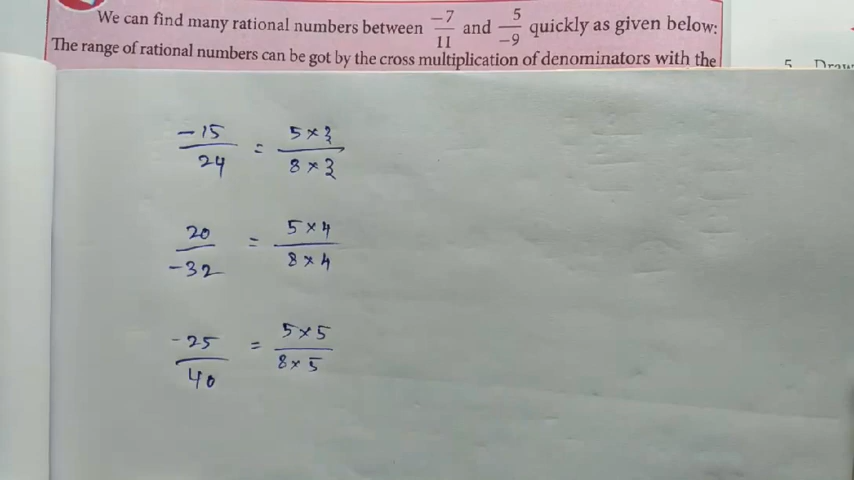 We can find many rational numbers between -7/11 and 5/-9 quickly as given below:
The range of rational numbers can be got by the cross multiplication of denominators with the
5 Draw
-15/24 = 5×3/8×3
20/-32 = 5×4/8×4
-25/40 = 5×5/8×5